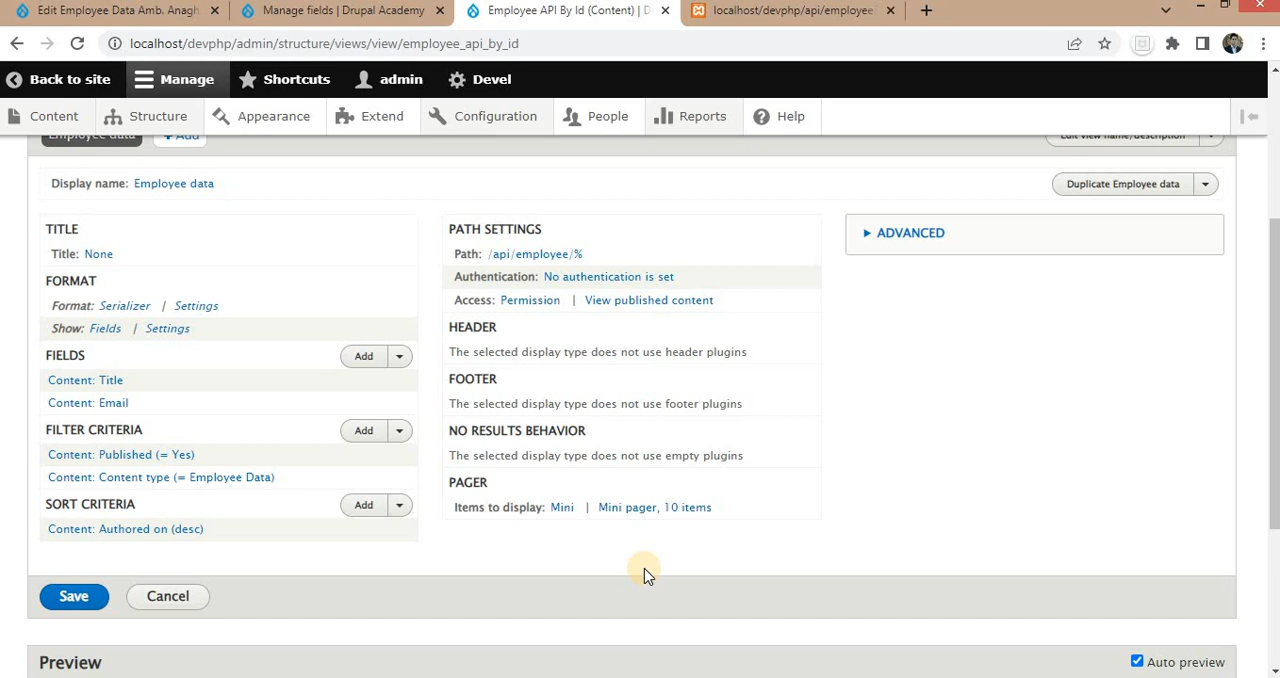 Edit Employee Data Amb. Anagh
Manage fields | Drupal Academy
Employee API By Id (Content) | D
localhost/devphp/api/employee
localhost/devphp/admin/structure/views/view/employee_api_by_id
Back to site
Manage
Shortcuts
admin
Devel
Content
Structure
Appearance
Extend
Configuration
People
Reports
Help
Employee data
Add
Edit view name/description
Display name: Employee data
Duplicate Employee data
TITLE
Title: None
FORMAT
Format: Serializer | Settings
Show: Fields | Settings
FIELDS
Add
Content: Title
Content: Email
FILTER CRITERIA
Add
Content: Published (= Yes)
Content: Content type (= Employee Data)
SORT CRITERIA
Add
Content: Authored on (desc)
PATH SETTINGS
Path: /api/employee/%
Authentication: No authentication is set
Access: Permission | View published content
HEADER
The selected display type does not use header plugins
FOOTER
The selected display type does not use footer plugins
NO RESULTS BEHAVIOR
The selected display type does not use empty plugins
PAGER
Items to display: Mini | Mini pager, 10 items
ADVANCED
Save
Cancel
Preview
Auto preview